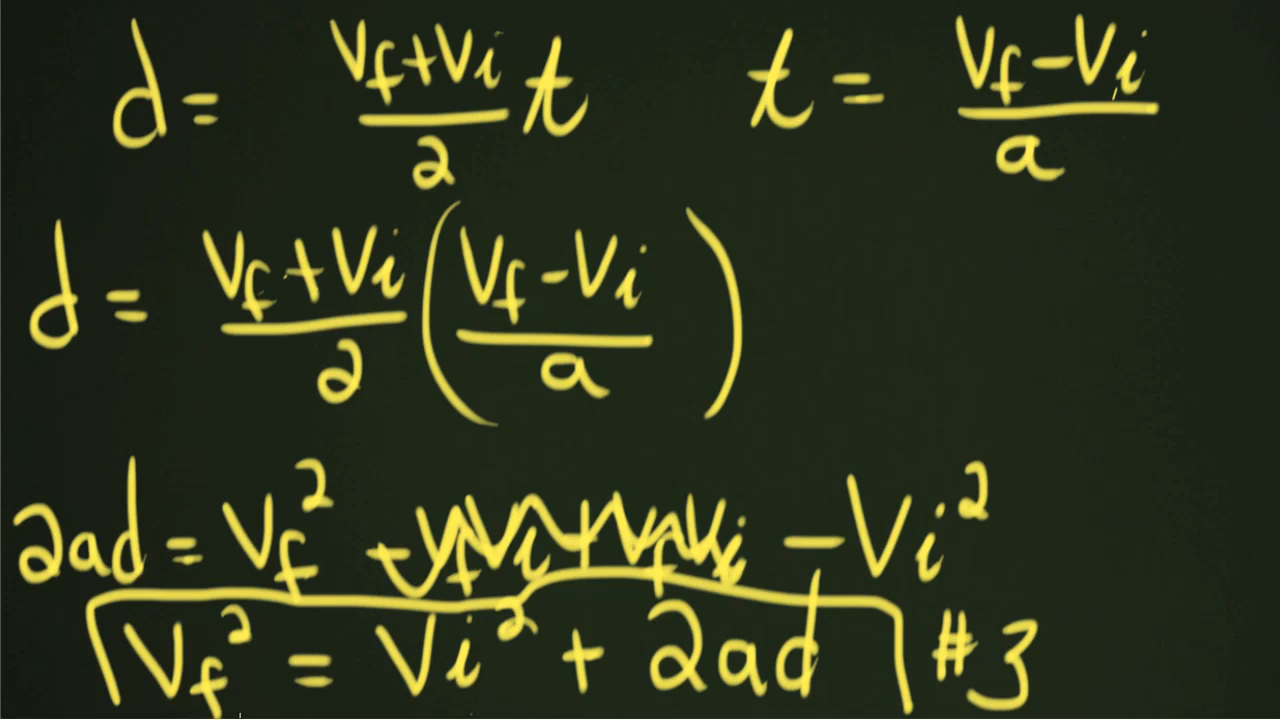 d = (Vf+Vi)/2 t    t = (Vf-Vi)/a
d = (Vf+Vi)/2 ((Vf-Vi)/a)
2ad = Vf² -VfVi+VfVi -Vi²
Vf² = Vi² + 2ad #3